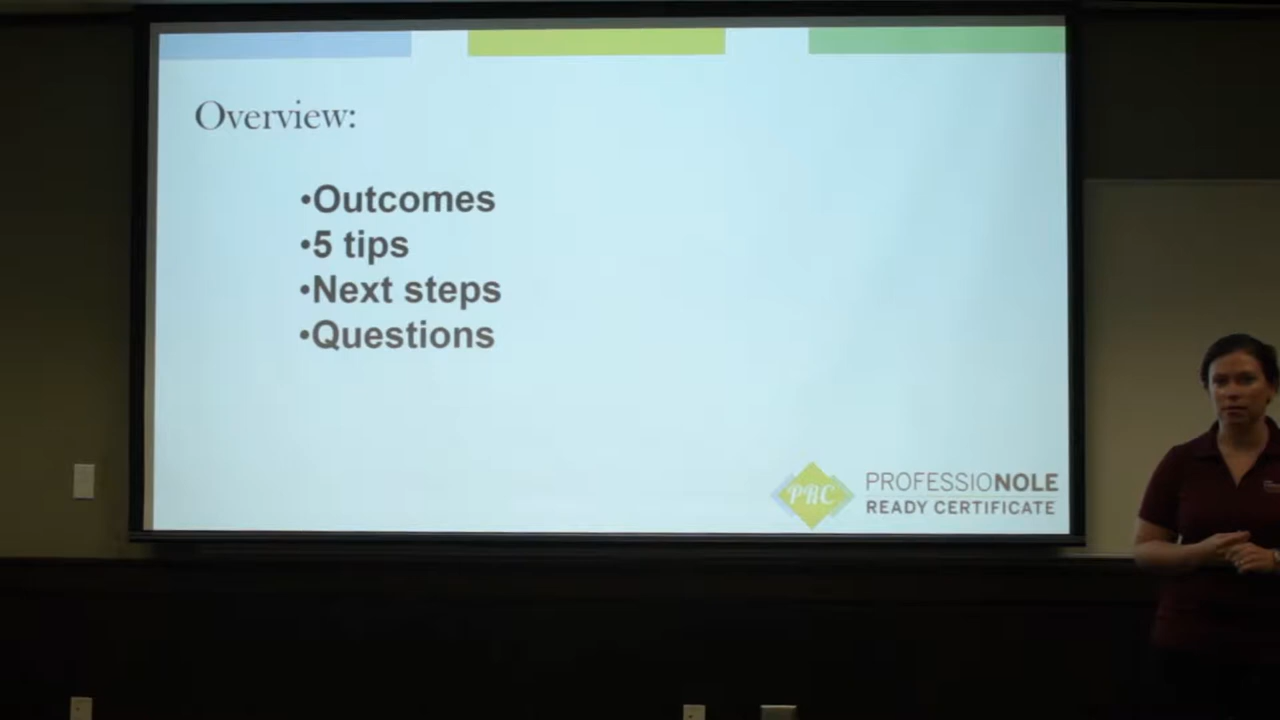 Overview:
•Outcomes
•5 tips
•Next steps
•Questions
PRC
PROFESSIONOLE
READY CERTIFICATE